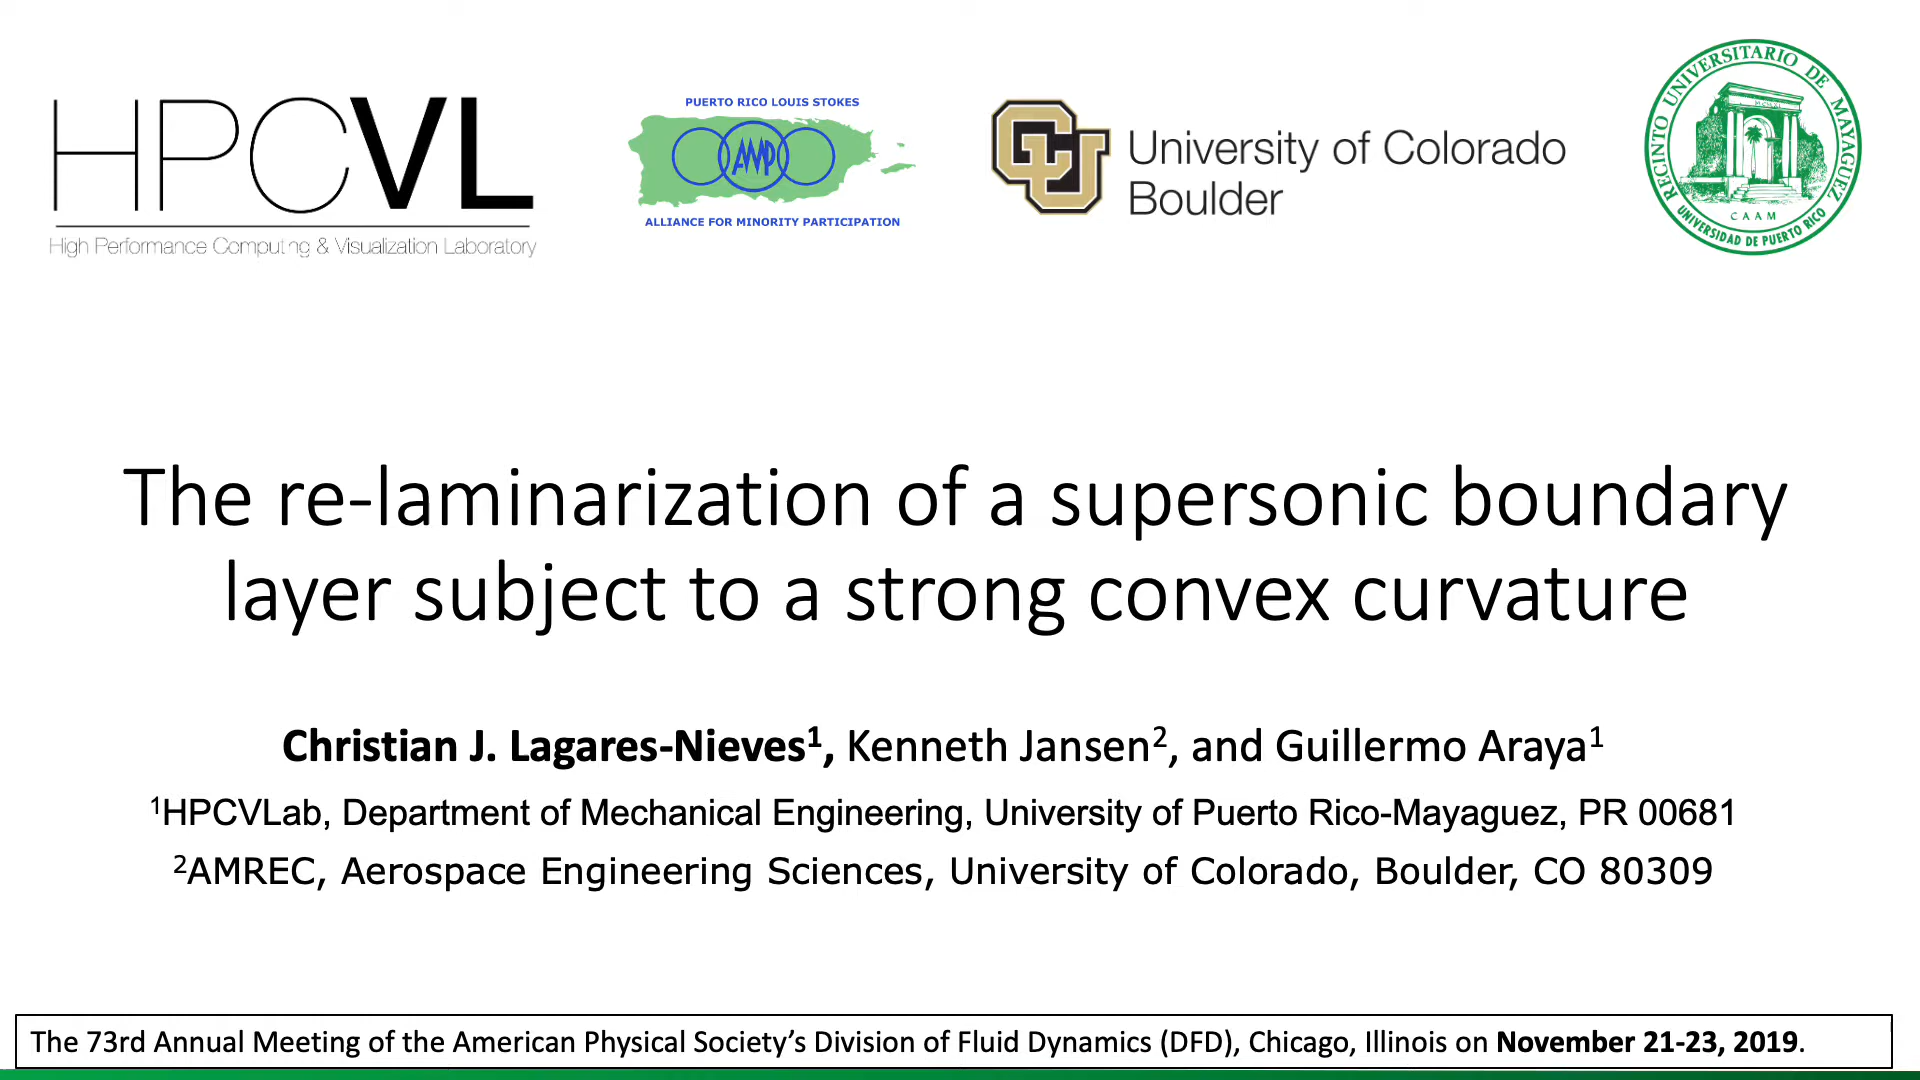 HPCVL
High Performance Computing & Visualization Laboratory
PUERTO RICO LOUIS STOKES
AMP
ALLIANCE FOR MINORITY PARTICIPATION
CU
University of Colorado
Boulder
RECINTO UNIVERSITARIO DE MAYAGUEZ
CAAM
UNIVERSIDAD DE PUERTO RICO
The re-laminarization of a supersonic boundary
layer subject to a strong convex curvature
Christian J. Lagares-Nieves¹, Kenneth Jansen², and Guillermo Araya¹
¹HPCVLab, Department of Mechanical Engineering, University of Puerto Rico-Mayaguez, PR 00681
²AMREC, Aerospace Engineering Sciences, University of Colorado, Boulder, CO 80309
The 73rd Annual Meeting of the American Physical Society’s Division of Fluid Dynamics (DFD), Chicago, Illinois on November 21-23, 2019.